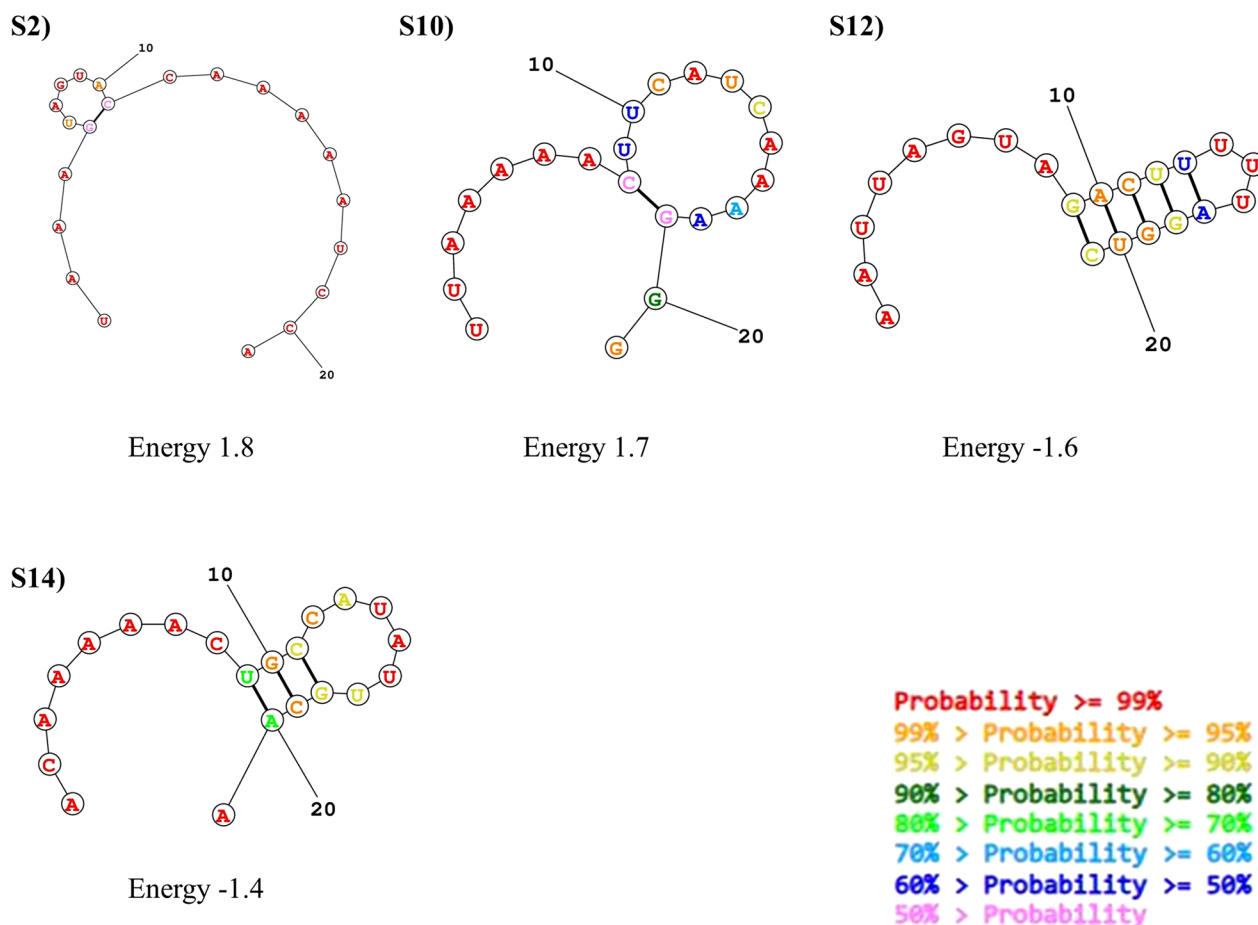 S2)
10
U A A A G U A G U A C C A A A A A U C C A
20
Energy 1.8
S10)
10
U U A A A A A C U U C A U C A A A A G G G
20
Energy 1.7
S12)
10
A A U U A G U A G A C U U U U U A G G U C
20
Energy -1.6
S14)
10
A C A A A A A C U G C C A U A U U G C A A
20
Energy -1.4
Probability >= 99%
99% > Probability >= 95%
95% > Probability >= 90%
90% > Probability >= 80%
80% > Probability >= 70%
70% > Probability >= 60%
60% > Probability >= 50%
50% > Probability